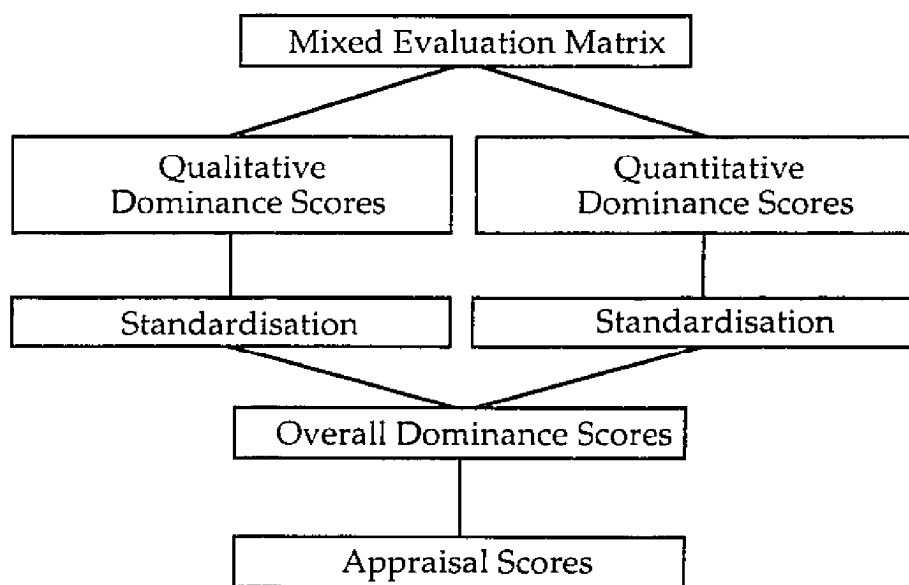 Mixed Evaluation Matrix
Qualitative
Dominance Scores
Quantitative
Dominance Scores
Standardisation
Standardisation
Overall Dominance Scores
Appraisal Scores